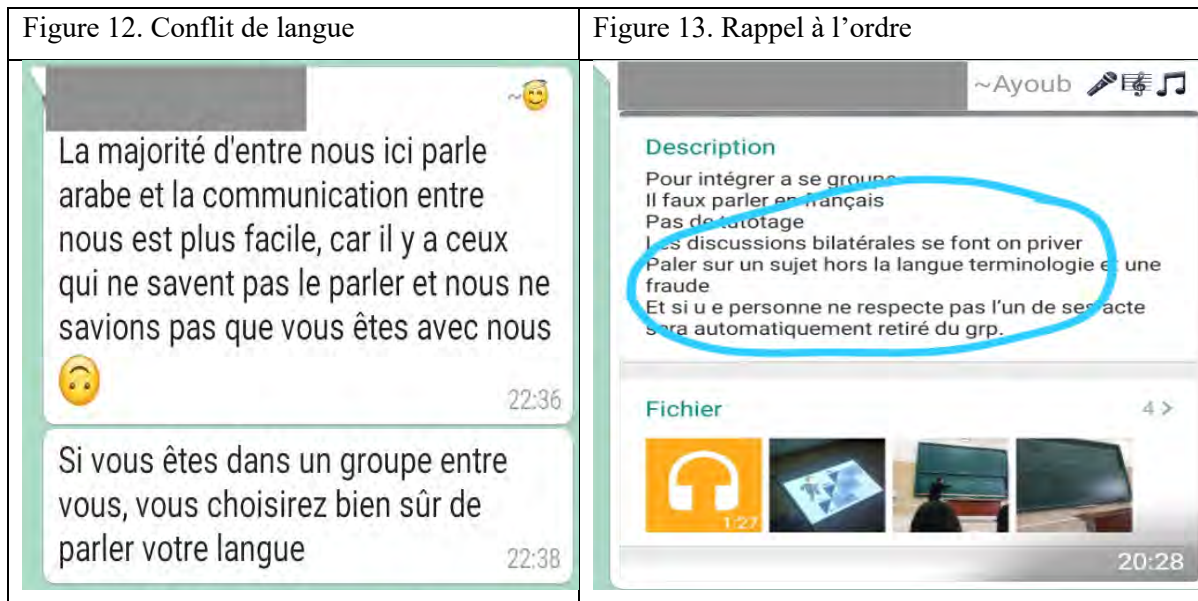 Figure 12. Conflit de langue
~😇
La majorité d'entre nous ici parle
arabe et la communication entre
nous est plus facile, car il y a ceux
qui ne savent pas le parler et nous ne
savions pas que vous êtes avec nous
🙃
22:36
Si vous êtes dans un groupe entre
vous, vous choisirez bien sûr de
parler votre langue
22:38
Figure 13. Rappel à l'ordre
~Ayoub 🎤🎼🎵
Description
Pour intégrer a se groupe
Il faux parler en français
Pas de tutotage
Les discussions bilatérales se font on priver
Paler sur un sujet hors la langue terminologie et une
fraude
Et si u e personne ne respecte pas l'un de ses acte
sera automatiquement retiré du grp.
Fichier
4 >
1:27
20:28